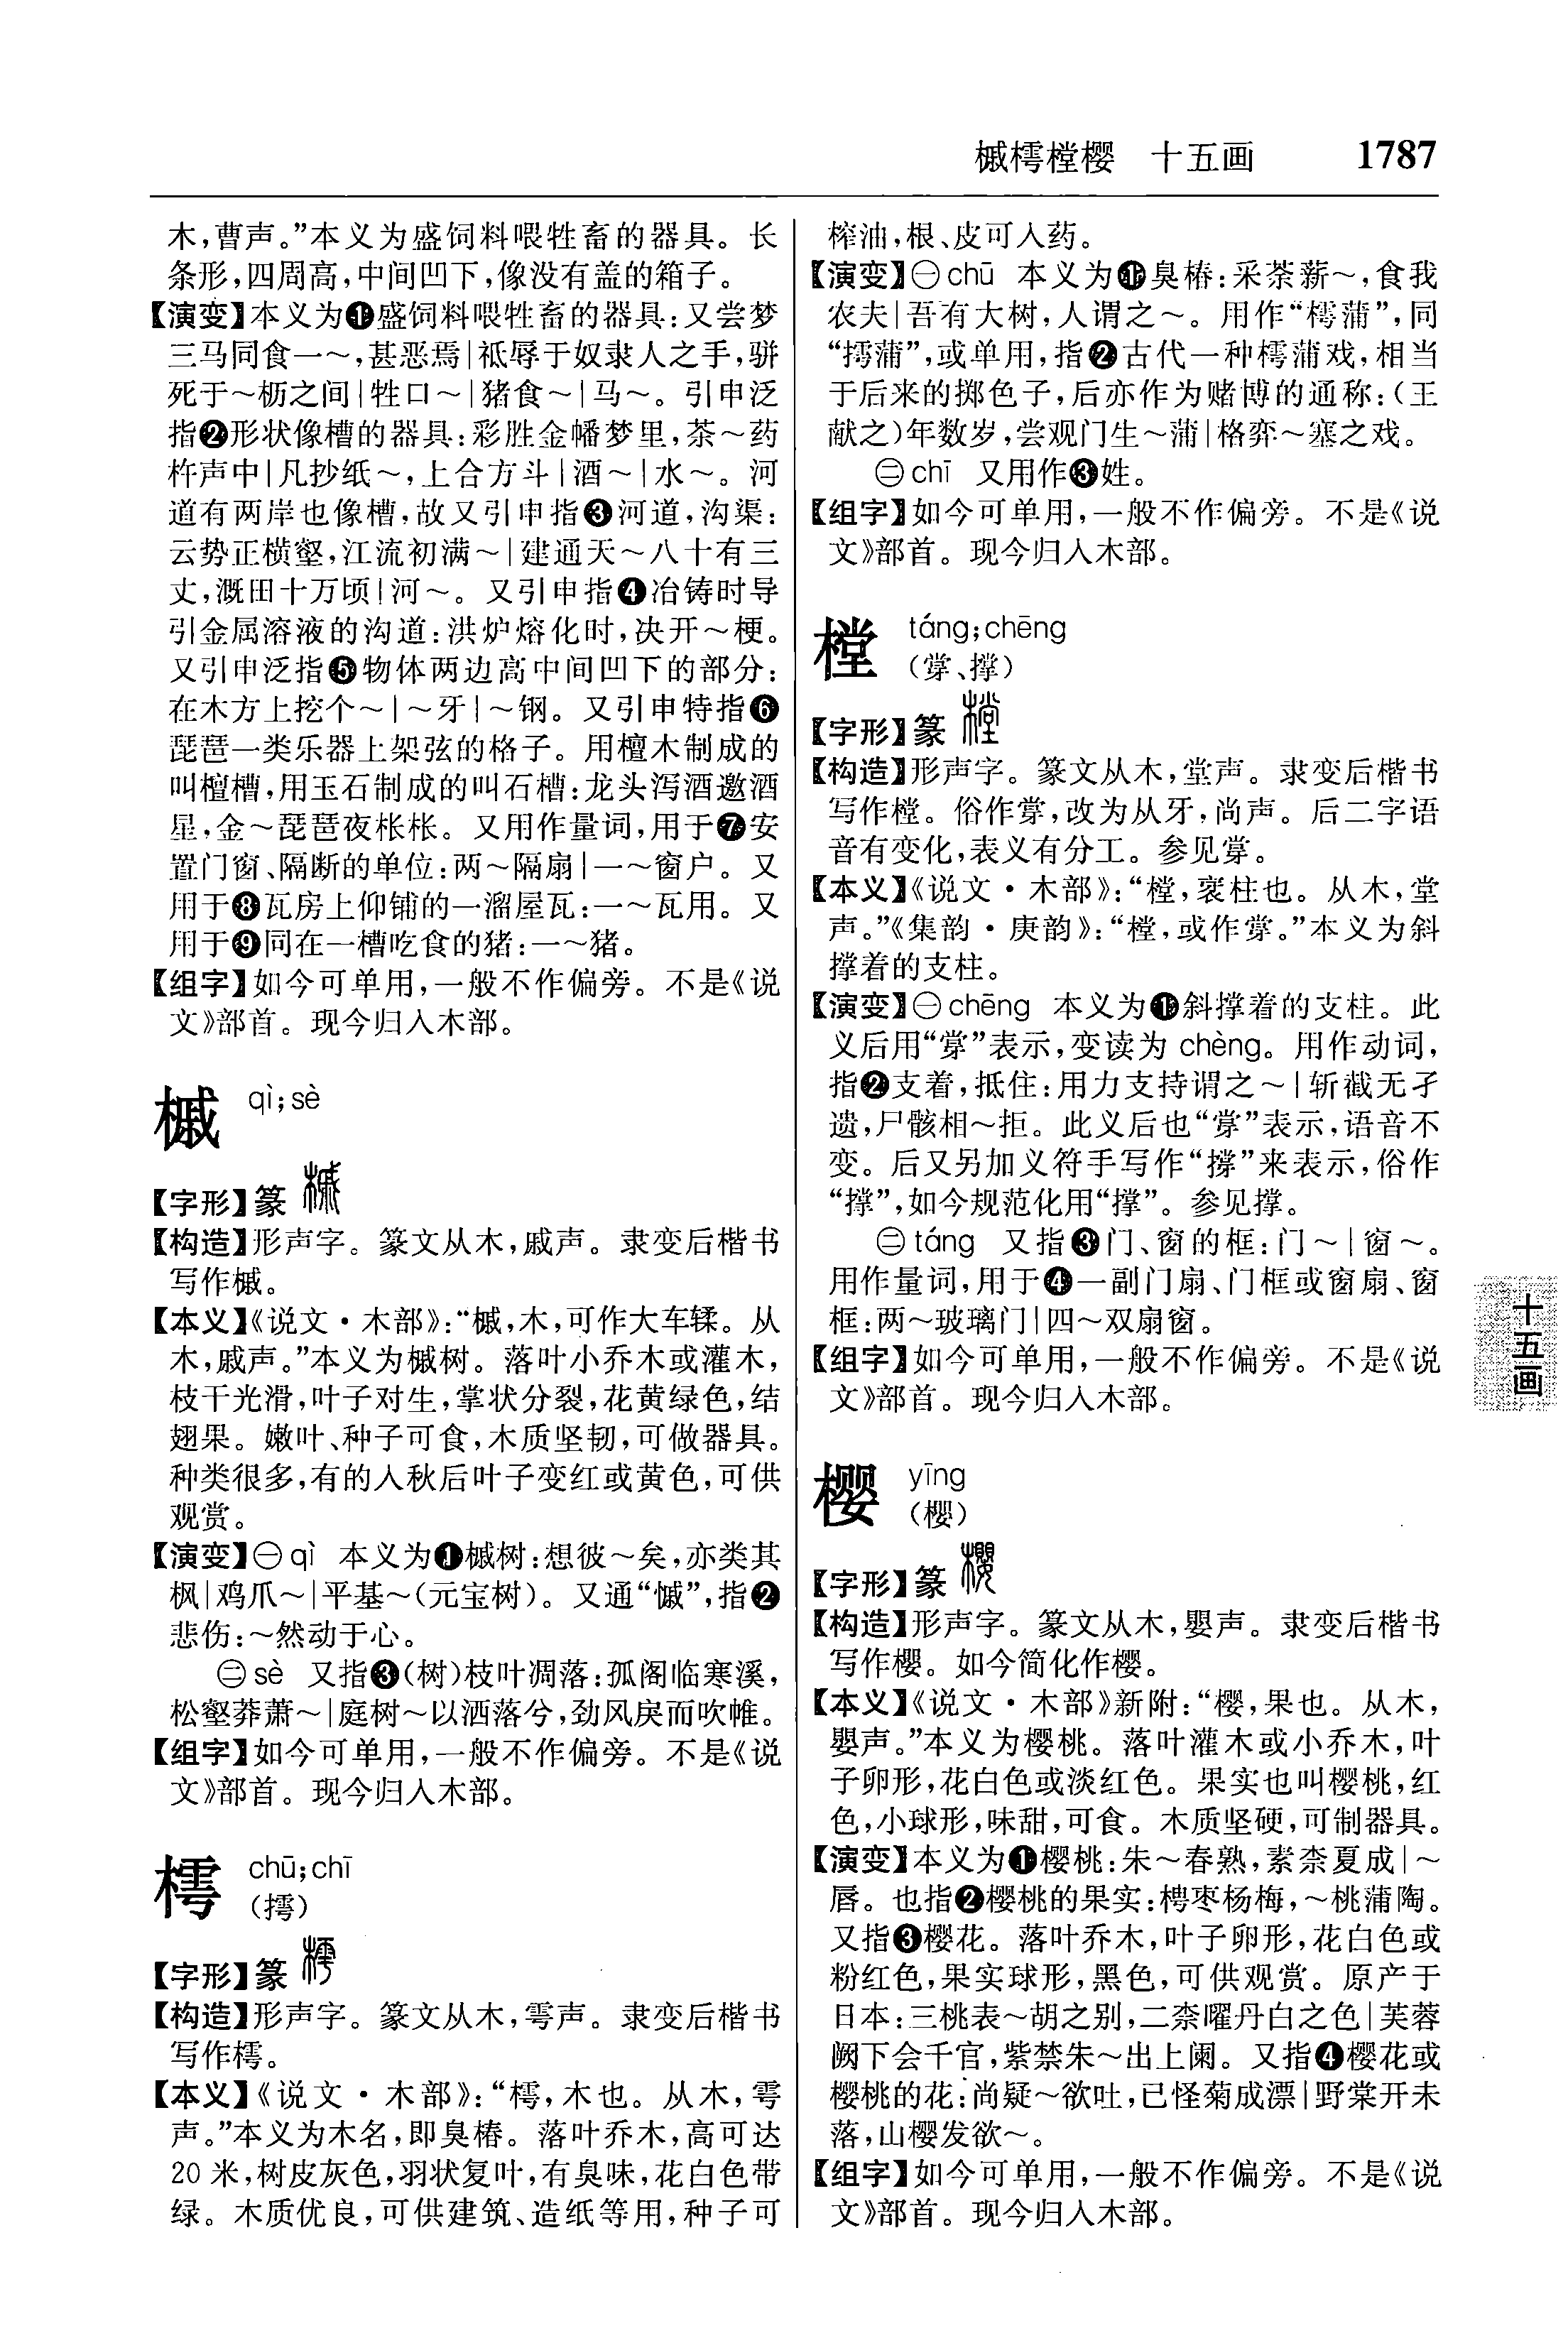 槭樗樘樱　十五画　1787
木，曹声。”本义为盛饲料喂牲畜的器具。长
条形，四周高，中间凹下，像没有盖的箱子。
【演变】本义为❶盛饲料喂牲畜的器具：又尝梦
三马同食一～，甚恶焉|祗辱于奴隶人之手，骈
死于～枥之间|牲口～|猪食～|马～。引申泛
指❷形状像槽的器具：彩胜金幡梦里，茶～药
杵声中|凡抄纸～，上合方斗|酒～|水～。河
道有两岸也像槽，故又引申指❸河道，沟渠：
云势正横壑，江流初满～|建通天～八十有三
丈，溉田十万顷|河～。又引申指❹冶铸时导
引金属溶液的沟道：洪炉熔化时，决开～梗。
又引申泛指❺物体两边高中间凹下的部分：
在木方上挖个～|～牙|～钢。又引申特指❻
琵琶一类乐器上架弦的格子。用檀木制成的
叫檀槽，用玉石制成的叫石槽：龙头泻酒邀酒
星，金～琵琶夜枨枨。又用作量词，用于❼安
置门窗、隔断的单位：两～隔扇|一～窗户。又
用于❽瓦房上仰铺的一溜屋瓦：一～瓦用。又
用于❾同在一槽吃食的猪：一～猪。
【组字】如今可单用，一般不作偏旁。不是《说
文》部首。现今归入木部。
槭 qì；sè
【字形】篆
【构造】形声字。篆文从木，戚声。隶变后楷书
写作槭。
【本义】《说文·木部》：“槭，木，可作大车𫐓。从
木，戚声。”本义为槭树。落叶小乔木或灌木，
枝干光滑，叶子对生，掌状分裂，花黄绿色，结
翅果。嫩叶、种子可食，木质坚韧，可做器具。
种类很多，有的入秋后叶子变红或黄色，可供
观赏。
【演变】㊀qì 本义为❶槭树：想彼～矣，亦类其
枫|鸡爪～|平基～（元宝树）。又通“慽”，指❷
悲伤：～然动于心。
㊁sè 又指❸（树）枝叶凋落：孤阁临寒溪，
松壑莽萧～|庭树～以洒落兮，劲风戾而吹帷。
【组字】如今可单用，一般不作偏旁。不是《说
文》部首。现今归入木部。
樗 chū；chī
（摴）
【字形】篆
【构造】形声字。篆文从木，雩声。隶变后楷书
写作樗。
【本义】《说文·木部》：“樗，木也。从木，雩
声。”本义为木名，即臭椿。落叶乔木，高可达
20米，树皮灰色，羽状复叶，有臭味，花白色带
绿。木质优良，可供建筑、造纸等用，种子可
榨油，根、皮可入药。
【演变】㊀chū 本义为❶臭椿：采荼薪～，食我
农夫|吾有大树，人谓之～。用作“樗蒲”，同
“摴蒲”，或单用，指❷古代一种樗蒲戏，相当
于后来的掷色子，后亦作为赌博的通称：（王
献之）年数岁，尝观门生～蒲|格弈～塞之戏。
㊁chī 又用作❸姓。
【组字】如今可单用，一般不作偏旁。不是《说
文》部首。现今归入木部。
樘 táng；chēng
（牚、撑）
【字形】篆
【构造】形声字。篆文从木，堂声。隶变后楷书
写作樘。俗作牚，改为从牙，尚声。后二字语
音有变化，表义有分工。参见牚。
【本义】《说文·木部》：“樘，衺柱也。从木，堂
声。”《集韵·庚韵》：“樘，或作牚。”本义为斜
撑着的支柱。
【演变】㊀chēng 本义为❶斜撑着的支柱。此
义后用“牚”表示，变读为 chèng。用作动词，
指❷支着，抵住：用力支持谓之～|斩截无孑
遗，尸骸相～拒。此义后也“牚”表示，语音不
变。后又另加义符手写作“撐”来表示，俗作
“撑”，如今规范化用“撑”。参见撑。
㊁táng 又指❸门、窗的框：门～|窗～。
用作量词，用于❹一副门扇、门框或窗扇、窗
框：两～玻璃门|四～双扇窗。
【组字】如今可单用，一般不作偏旁。不是《说
文》部首。现今归入木部。
樱 yīng
（櫻）
【字形】篆
【构造】形声字。篆文从木，嬰声。隶变后楷书
写作櫻。如今简化作樱。
【本义】《说文·木部》新附：“櫻，果也。从木，
嬰声。”本义为樱桃。落叶灌木或小乔木，叶
子卵形，花白色或淡红色。果实也叫樱桃，红
色，小球形，味甜，可食。木质坚硬，可制器具。
【演变】本义为❶樱桃：朱～春熟，素柰夏成|～
唇。也指❷樱桃的果实：梬枣杨梅，～桃蒲陶。
又指❸樱花。落叶乔木，叶子卵形，花白色或
粉红色，果实球形，黑色，可供观赏。原产于
日本：三桃表～胡之别，二柰曜丹白之色|芙蓉
阙下会千官，紫禁朱～出上阑。又指❹樱花或
樱桃的花：尚疑～欲吐，已怪菊成漂|野棠开未
落，山樱发欲～。
【组字】如今可单用，一般不作偏旁。不是《说
文》部首。现今归入木部。
十五画